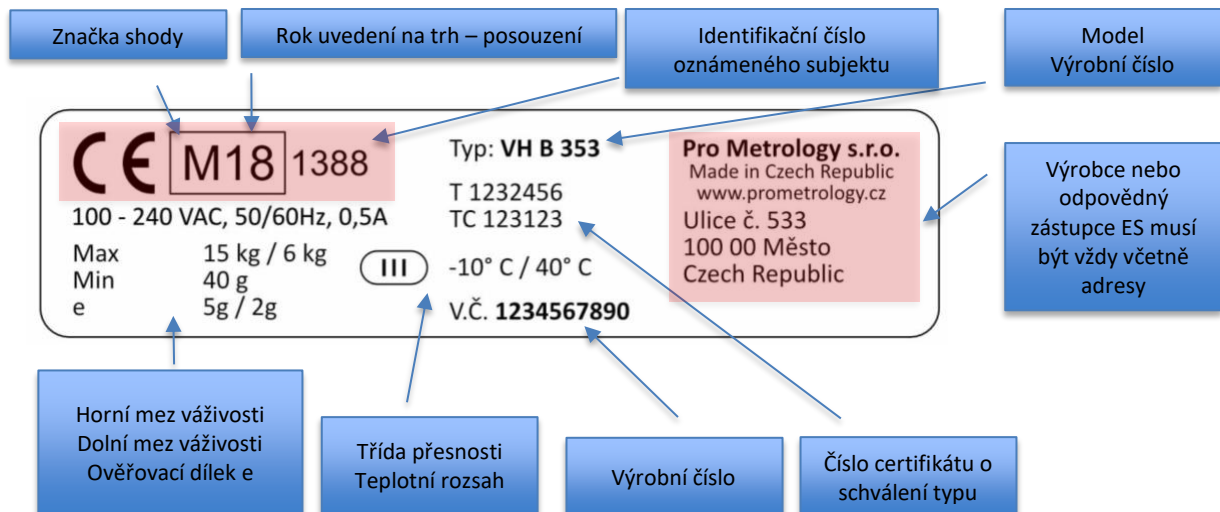 Značka shody
Rok uvedení na trh – posouzení
Identifikační číslo
oznámeného subjektu
Model
Výrobní číslo
CE M18 1388
100 - 240 VAC, 50/60Hz, 0,5A
Max 15 kg / 6 kg
Min 40 g
e 5g / 2g
III
Typ: VH B 353
T 1232456
TC 123123
-10° C / 40° C
V.Č. 1234567890
Pro Metrology s.r.o.
Made in Czech Republic
www.prometrology.cz
Ulice č. 533
100 00 Město
Czech Republic
Výrobce nebo
odpovědný
zástupce ES musí
být vždy včetně
adresy
Horní mez váživosti
Dolní mez váživosti
Ověřovací dílek e
Třída přesnosti
Teplotní rozsah
Výrobní číslo
Číslo certifikátu o
schválení typu